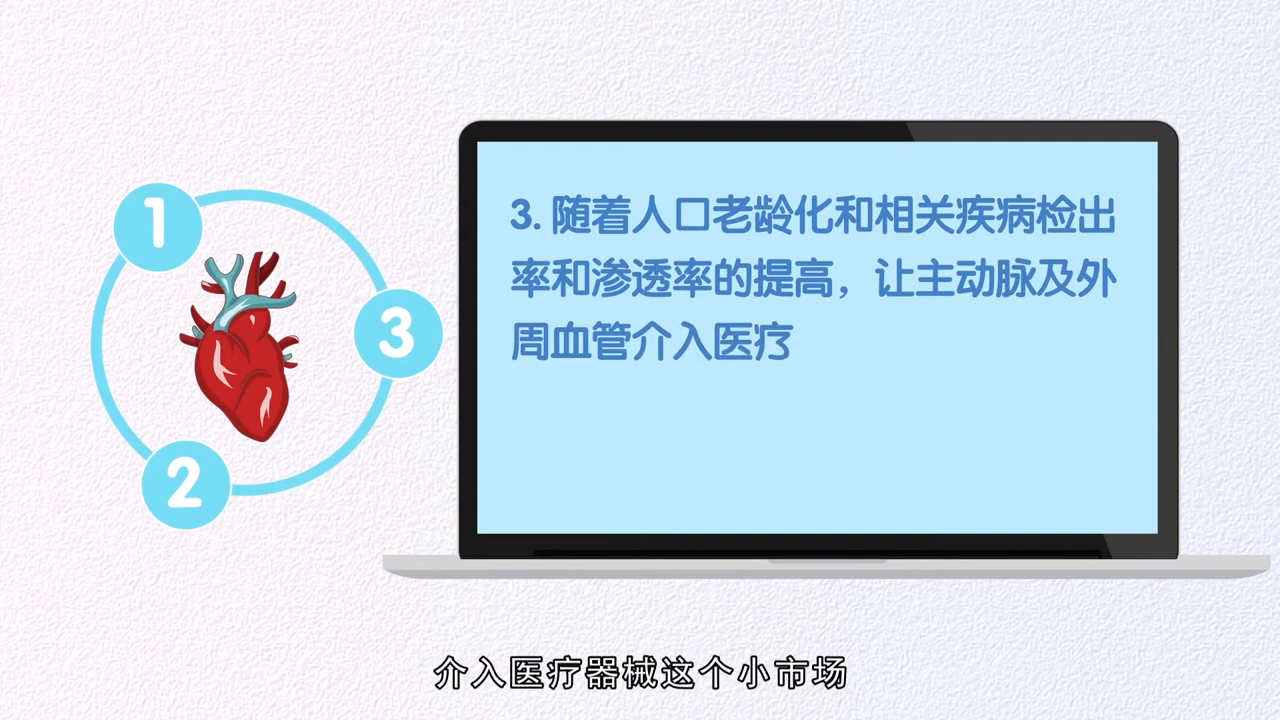 1
3
2
3. 随着人口老龄化和相关疾病检出
率和渗透率的提高，让主动脉及外
周血管介入医疗
介入医疗器械这个小市场